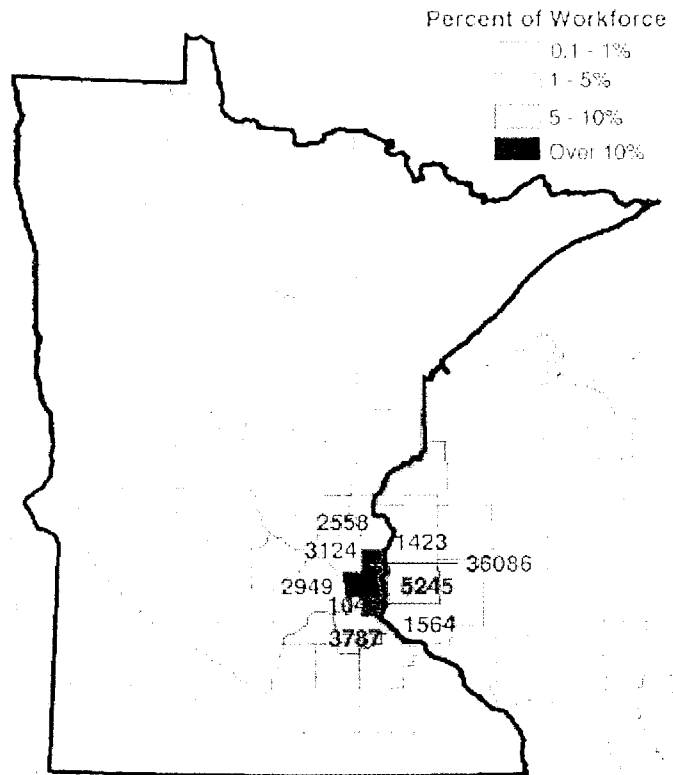 Percent of Workforce
0.1 - 1%
1 - 5%
5 - 10%
Over 10%
2558
3124
1423
36086
2949
5245
1564
3787